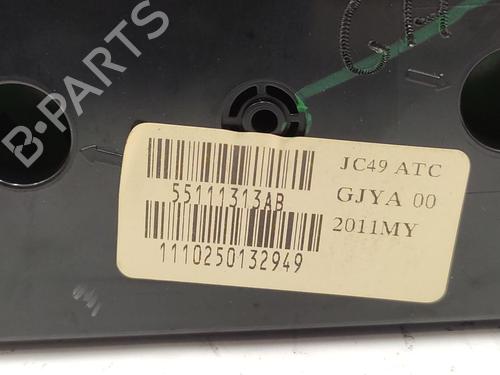 B-PARTS
JC49 ATC
GJYA 00
2011MY
55111313AB
1110250132949